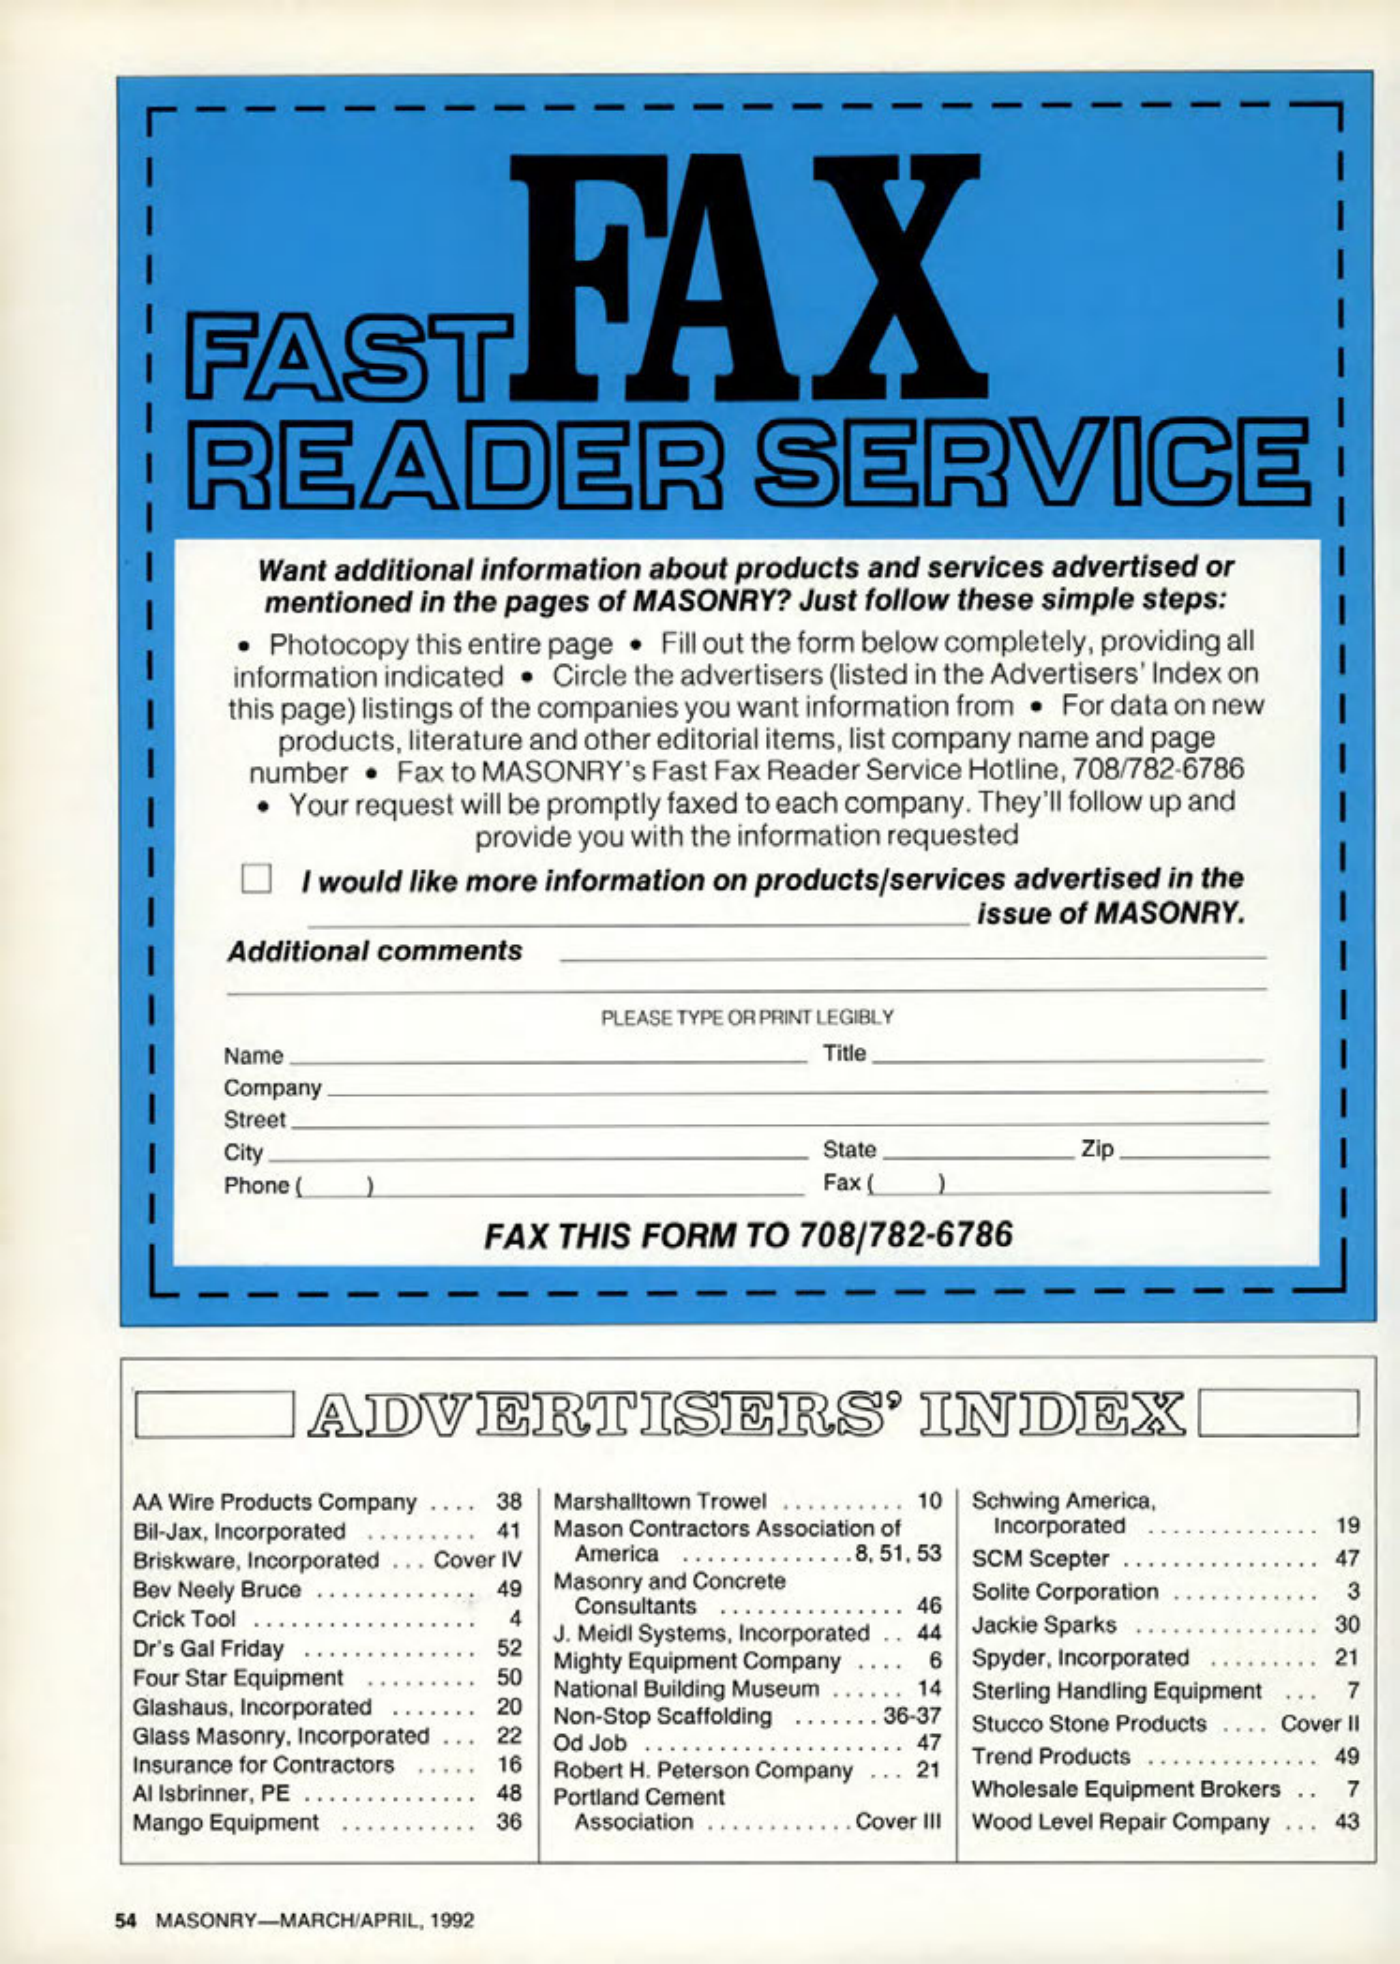 FAST FAX
READER SERVICE
Want additional information about products and services advertised or
mentioned in the pages of MASONRY? Just follow these simple steps:
• Photocopy this entire page • Fill out the form below completely, providing all
information indicated • Circle the advertisers (listed in the Advertisers' Index on
this page) listings of the companies you want information from • For data on new
products, literature and other editorial items, list company name and page
number • Fax to MASONRY's Fast Fax Reader Service Hotline, 708/782-6786
• Your request will be promptly faxed to each company. They'll follow up and
provide you with the information requested
I would like more information on products/services advertised in the
issue of MASONRY.
Additional comments
PLEASE TYPE OR PRINT LEGIBLY
Name Title
Company
Street
City State Zip
Phone ( ) Fax ( )
FAX THIS FORM TO 708/782-6786
ADVERTISERS' INDEX
AA Wire Products Company .... 38
Bil-Jax, Incorporated ......... 41
Briskware, Incorporated ... Cover IV
Bev Neely Bruce ............. 49
Crick Tool .................. 4
Dr's Gal Friday .............. 52
Four Star Equipment ......... 50
Glashaus, Incorporated ....... 20
Glass Masonry, Incorporated ... 22
Insurance for Contractors ..... 16
Al Isbrinner, PE .............. 48
Mango Equipment ........... 36
Marshalltown Trowel .......... 10
Mason Contractors Association of
America .............. 8, 51, 53
Masonry and Concrete
Consultants ............... 46
J. Meidl Systems, Incorporated .. 44
Mighty Equipment Company .... 6
National Building Museum ...... 14
Non-Stop Scaffolding ....... 36-37
Od Job ...................... 47
Robert H. Peterson Company ... 21
Portland Cement
Association ............ Cover III
Schwing America,
Incorporated .............. 19
SCM Scepter ................ 47
Solite Corporation ............ 3
Jackie Sparks ............... 30
Spyder, Incorporated ......... 21
Sterling Handling Equipment ... 7
Stucco Stone Products .... Cover II
Trend Products .............. 49
Wholesale Equipment Brokers .. 7
Wood Level Repair Company ... 43
54 MASONRY—MARCH/APRIL, 1992